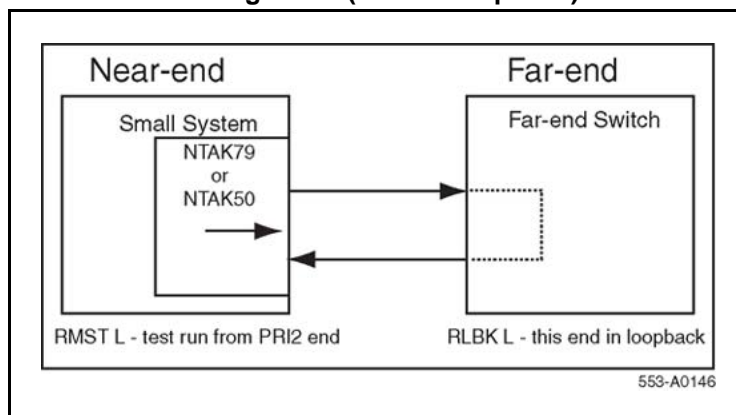 Near-end
Far-end
Small System
Far-end Switch
NTAK79
or
NTAK50
RMST L - test run from PRI2 end
RLBK L - this end in loopback
553-A0146